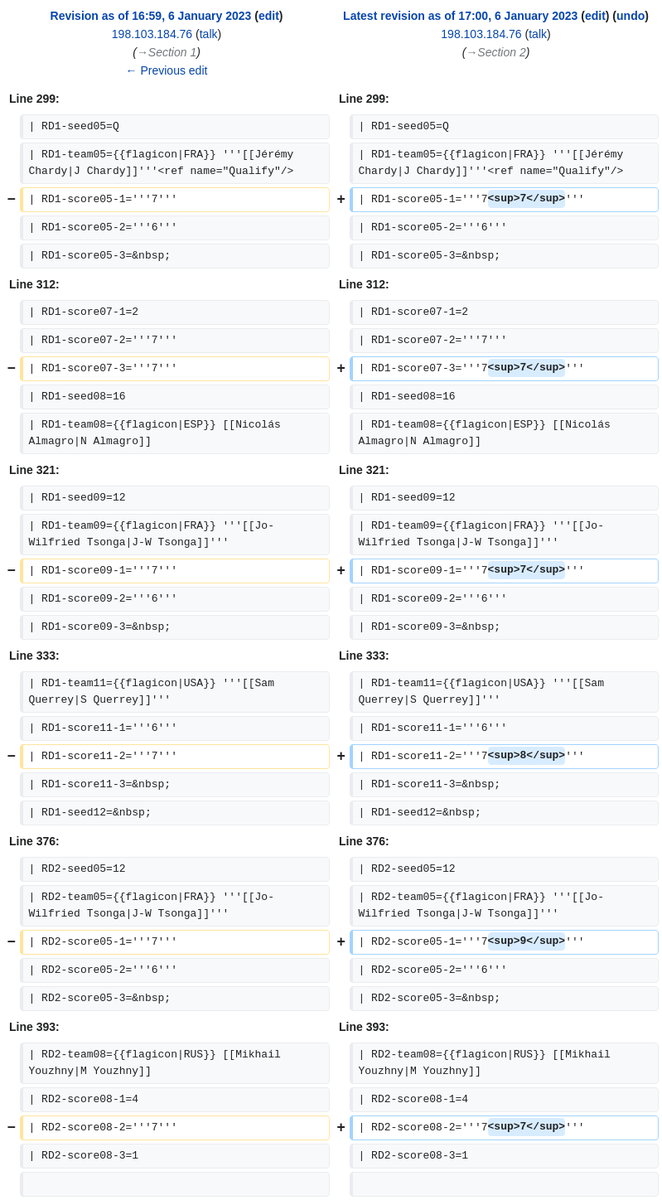 Revision as of 16:59, 6 January 2023 (edit)
198.103.184.76 (talk)
(→Section 1)
← Previous edit
Latest revision as of 17:00, 6 January 2023 (edit) (undo)
198.103.184.76 (talk)
(→Section 2)
Line 299:
Line 299:
| RD1-seed05=Q
| RD1-seed05=Q
| RD1-team05={{flagicon|FRA}} '''[[Jérémy
Chardy|J Chardy]]'''<ref name="Qualify"/>
| RD1-team05={{flagicon|FRA}} '''[[Jérémy
Chardy|J Chardy]]'''<ref name="Qualify"/>
− | RD1-score05-1='''7'''
+ | RD1-score05-1='''7<sup>7</sup>'''
| RD1-score05-2='''6'''
| RD1-score05-2='''6'''
| RD1-score05-3=&nbsp;
| RD1-score05-3=&nbsp;
Line 312:
Line 312:
| RD1-score07-1=2
| RD1-score07-1=2
| RD1-score07-2='''7'''
| RD1-score07-2='''7'''
− | RD1-score07-3='''7'''
+ | RD1-score07-3='''7<sup>7</sup>'''
| RD1-seed08=16
| RD1-seed08=16
| RD1-team08={{flagicon|ESP}} [[Nicolás
Almagro|N Almagro]]
| RD1-team08={{flagicon|ESP}} [[Nicolás
Almagro|N Almagro]]
Line 321:
Line 321:
| RD1-seed09=12
| RD1-seed09=12
| RD1-team09={{flagicon|FRA}} '''[[Jo-
Wilfried Tsonga|J-W Tsonga]]'''
| RD1-team09={{flagicon|FRA}} '''[[Jo-
Wilfried Tsonga|J-W Tsonga]]'''
− | RD1-score09-1='''7'''
+ | RD1-score09-1='''7<sup>7</sup>'''
| RD1-score09-2='''6'''
| RD1-score09-2='''6'''
| RD1-score09-3=&nbsp;
| RD1-score09-3=&nbsp;
Line 333:
Line 333:
| RD1-team11={{flagicon|USA}} '''[[Sam
Querrey|S Querrey]]'''
| RD1-team11={{flagicon|USA}} '''[[Sam
Querrey|S Querrey]]'''
| RD1-score11-1='''6'''
| RD1-score11-1='''6'''
− | RD1-score11-2='''7'''
+ | RD1-score11-2='''7<sup>8</sup>'''
| RD1-score11-3=&nbsp;
| RD1-score11-3=&nbsp;
| RD1-seed12=&nbsp;
| RD1-seed12=&nbsp;
Line 376:
Line 376:
| RD2-seed05=12
| RD2-seed05=12
| RD2-team05={{flagicon|FRA}} '''[[Jo-
Wilfried Tsonga|J-W Tsonga]]'''
| RD2-team05={{flagicon|FRA}} '''[[Jo-
Wilfried Tsonga|J-W Tsonga]]'''
− | RD2-score05-1='''7'''
+ | RD2-score05-1='''7<sup>9</sup>'''
| RD2-score05-2='''6'''
| RD2-score05-2='''6'''
| RD2-score05-3=&nbsp;
| RD2-score05-3=&nbsp;
Line 393:
Line 393:
| RD2-team08={{flagicon|RUS}} [[Mikhail
Youzhny|M Youzhny]]
| RD2-team08={{flagicon|RUS}} [[Mikhail
Youzhny|M Youzhny]]
| RD2-score08-1=4
| RD2-score08-1=4
− | RD2-score08-2='''7'''
+ | RD2-score08-2='''7<sup>7</sup>'''
| RD2-score08-3=1
| RD2-score08-3=1